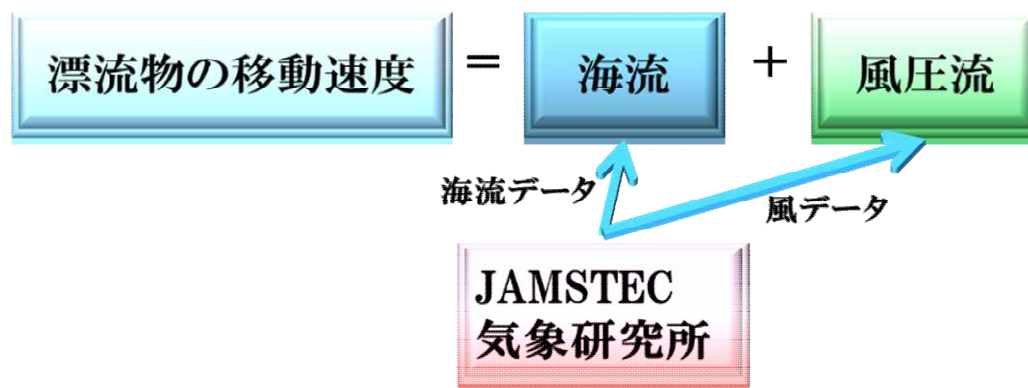 漂流物の移動速度 = 海流 + 風圧流
海流データ
風データ
JAMSTEC
気象研究所